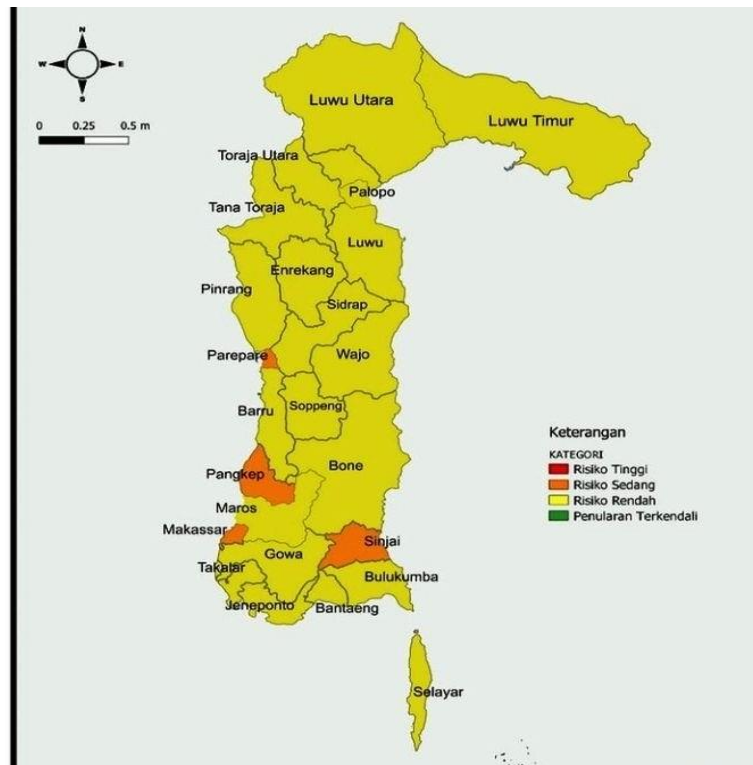 N
W E
S
0 0.25 0.5 m
Luwu Utara
Luwu Timur
Toraja Utara
Palopo
Tana Toraja
Luwu
Enrekang
Pinrang
Sidrap
Parepare
Wajo
Barru
Soppeng
Keterangan
KATEGORI
Risiko Tinggi
Risiko Sedang
Risiko Rendah
Penularan Terkendali
Bone
Pangkep
Maros
Makassar
Sinjai
Gowa
Takalar
Bulukumba
Jeneponto
Bantaeng
Selayar